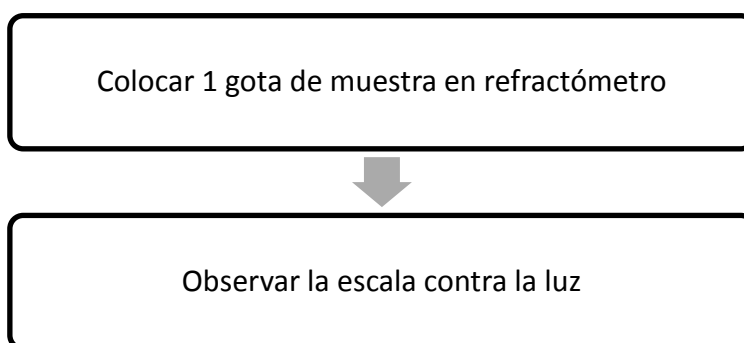 Colocar 1 gota de muestra en refractómetro
Observar la escala contra la luz